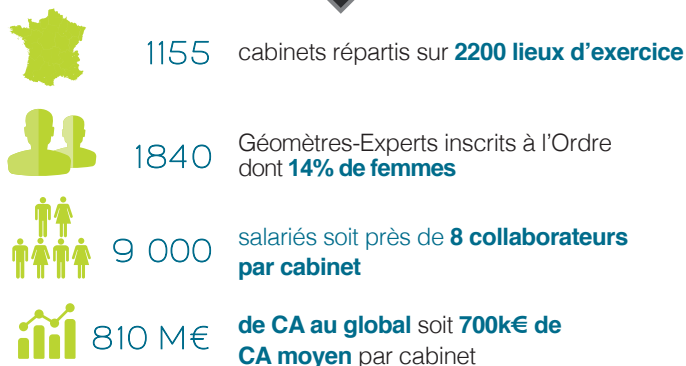 1155 cabinets répartis sur 2200 lieux d’exercice
1840 Géomètres-Experts inscrits à l’Ordre
dont 14% de femmes
9 000 salariés soit près de 8 collaborateurs
par cabinet
810 M€ de CA au global soit 700k€ de
CA moyen par cabinet